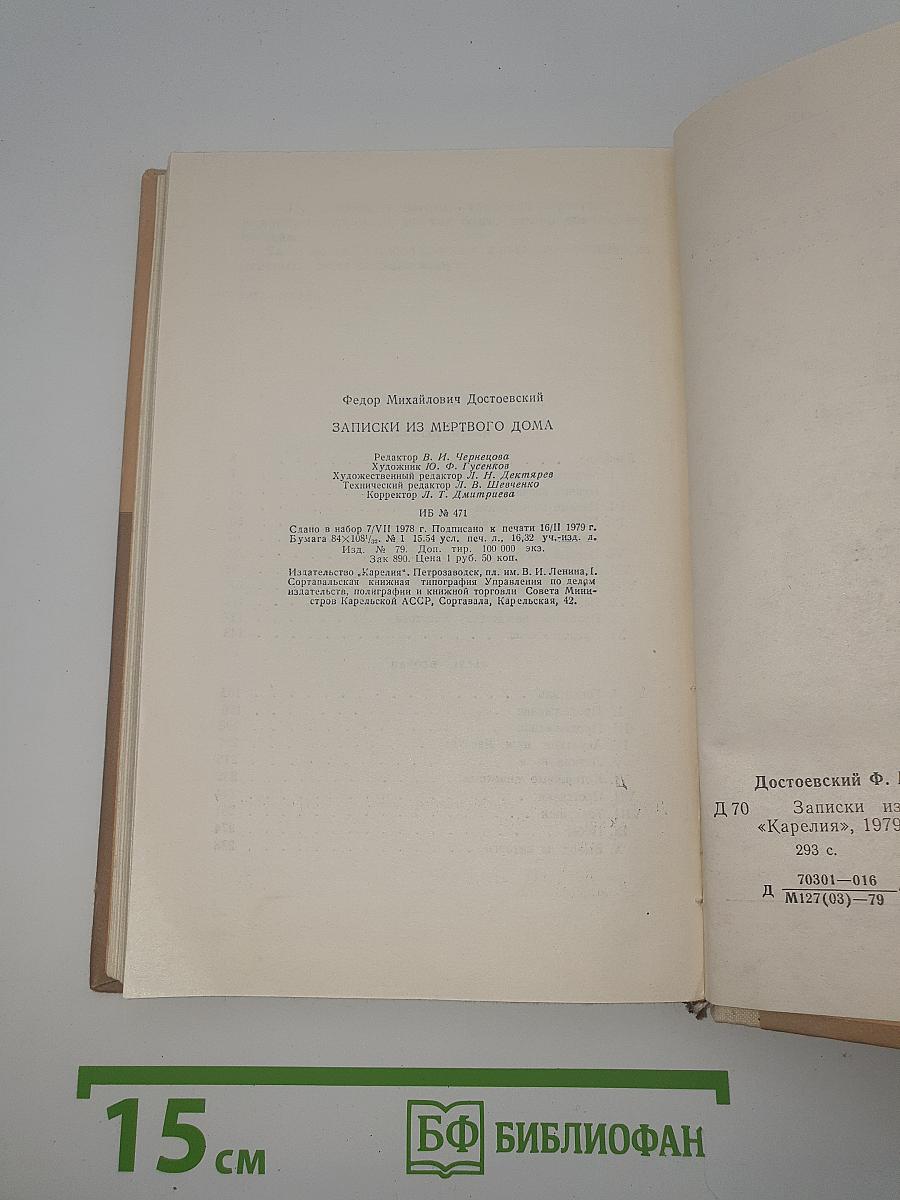 Федор Михайлович Достоевский
ЗАПИСКИ ИЗ МЕРТВОГО ДОМА
Редактор В. И. Чернецова
Художник Ю. Ф. Гусенков
Художественный редактор Л. Н. Дектярев
Технический редактор Л. В. Шевченко
Корректор Л. Т. Дмитриева
ИБ № 471
Сдано в набор 7/VII 1978 г. Подписано к печати 16/II 1979 г.
Бумага 84×108¹/₃₂. № 1 15.54 усл. печ. л., 16,32 уч.-изд. л.
Изд. № 79. Доп. тир. 100 000 экз.
Зак 890. Цена 1 руб. 50 коп.
Издательство „Карелия“. Петрозаводск, пл. им. В. И. Ленина, I.
Сортавальская книжная типография Управления по делам
издательств, полиграфии и книжной торговли Совета Мини-
стров Карельской АССР, Сортавала, Карельская, 42.
Достоевский Ф.
Д 70 Записки из
«Карелия», 1979
293 с.
Д 70301—016
М127(03)—79
15 см
БФ БИБЛИОФАН